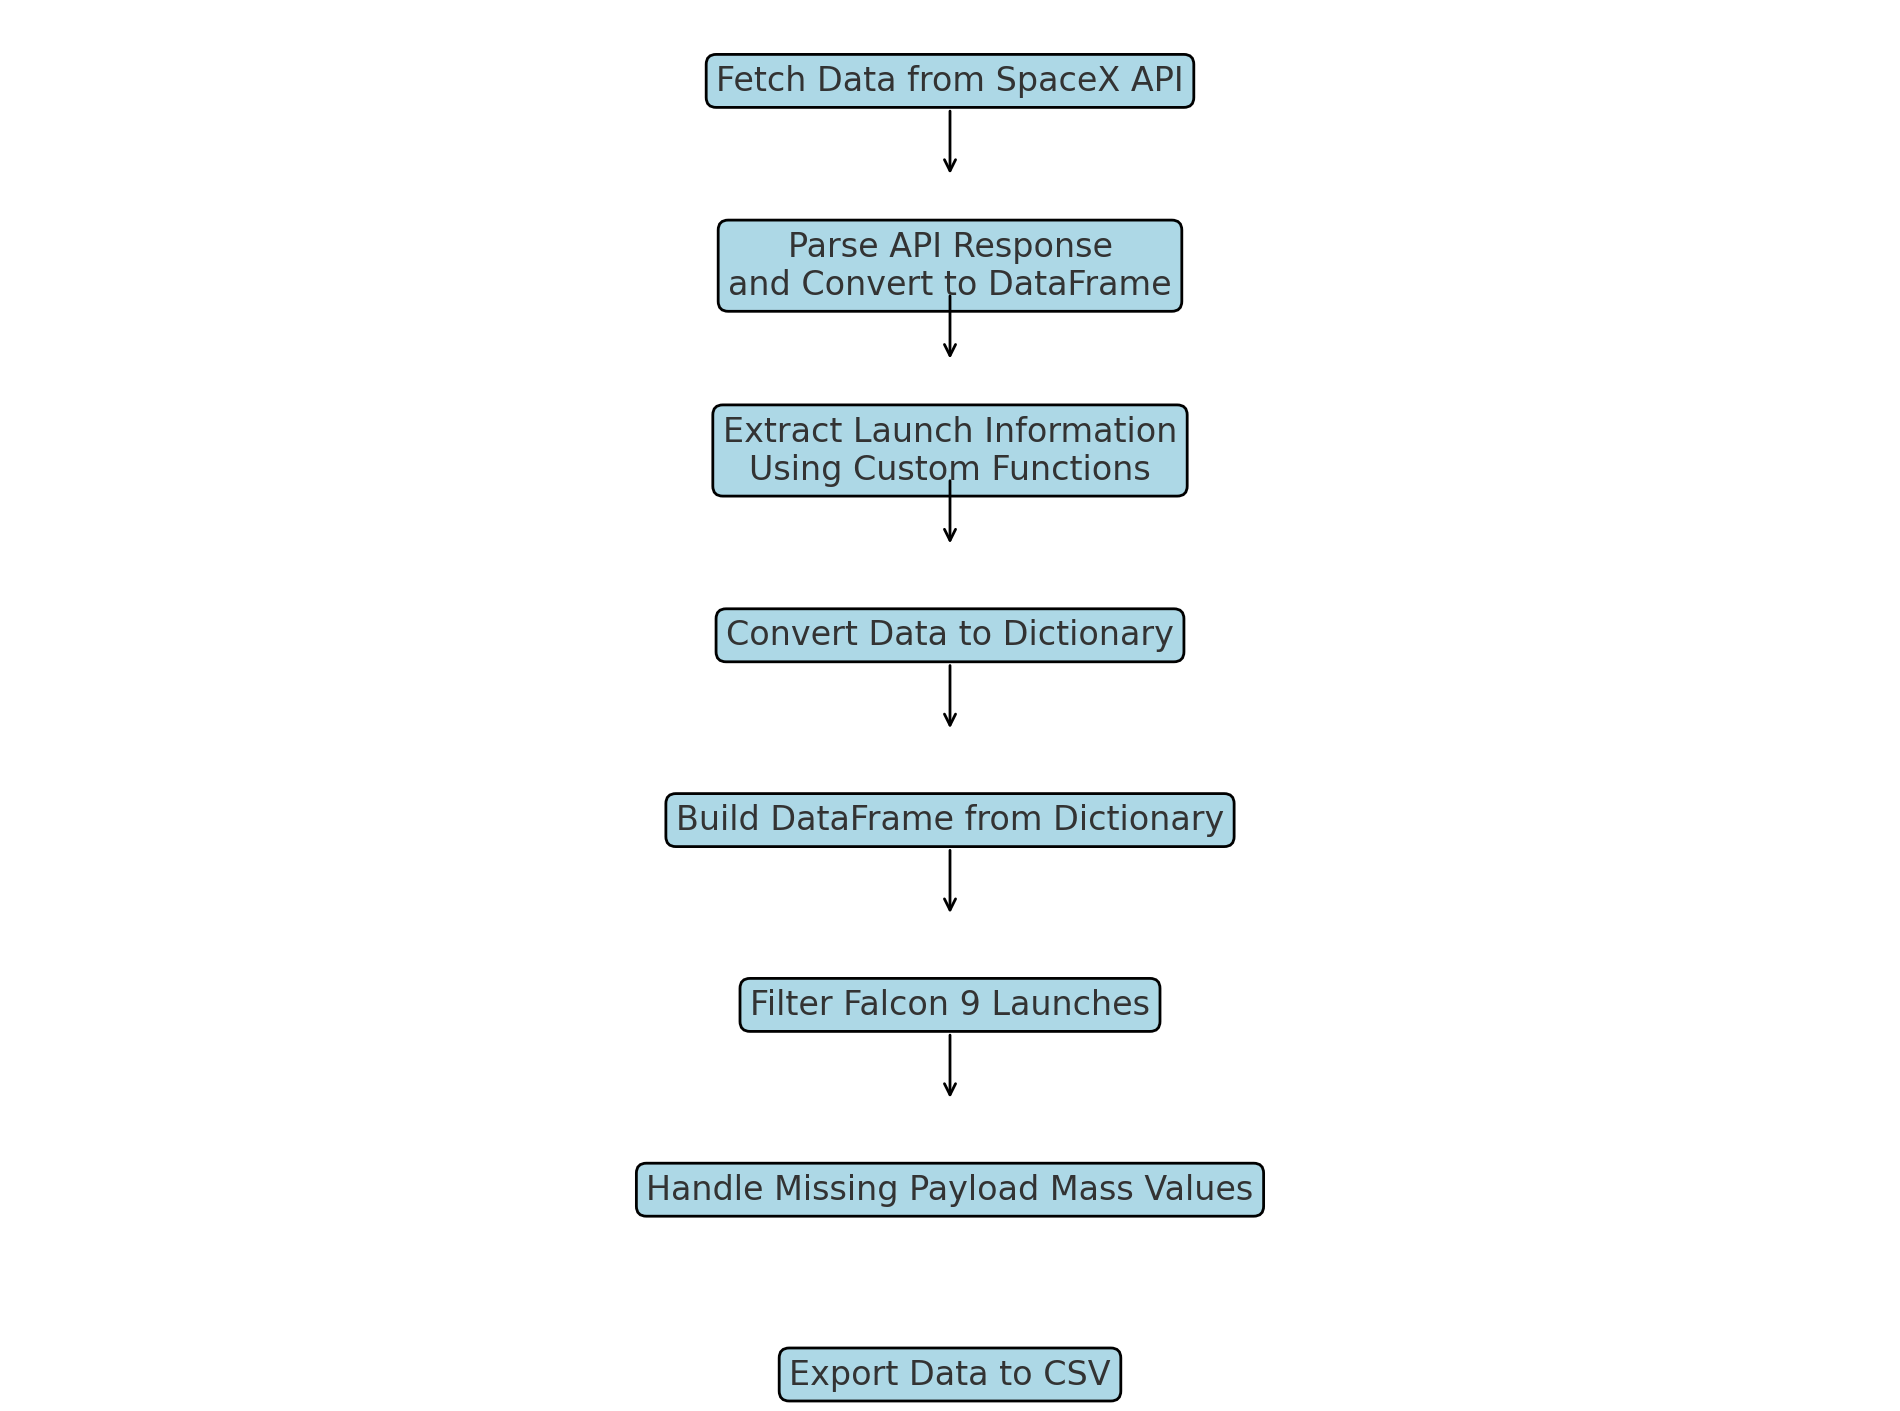 Fetch Data from SpaceX API
Parse API Response
and Convert to DataFrame
Extract Launch Information
Using Custom Functions
Convert Data to Dictionary
Build DataFrame from Dictionary
Filter Falcon 9 Launches
Handle Missing Payload Mass Values
Export Data to CSV